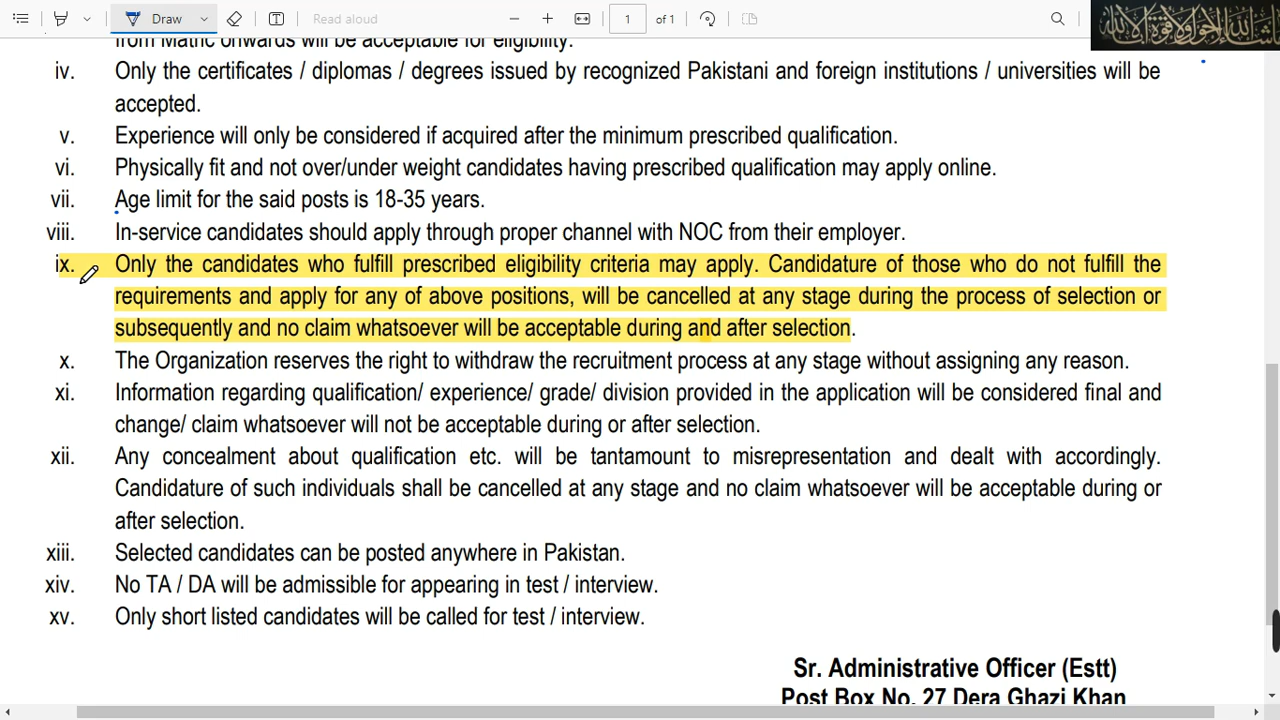 Draw
Read aloud
1
of 1
from Matric onwards will be acceptable for eligibility.
iv. Only the certificates / diplomas / degrees issued by recognized Pakistani and foreign institutions / universities will be
accepted.
v. Experience will only be considered if acquired after the minimum prescribed qualification.
vi. Physically fit and not over/under weight candidates having prescribed qualification may apply online.
vii. Age limit for the said posts is 18-35 years.
viii. In-service candidates should apply through proper channel with NOC from their employer.
ix. Only the candidates who fulfill prescribed eligibility criteria may apply. Candidature of those who do not fulfill the
requirements and apply for any of above positions, will be cancelled at any stage during the process of selection or
subsequently and no claim whatsoever will be acceptable during and after selection.
x. The Organization reserves the right to withdraw the recruitment process at any stage without assigning any reason.
xi. Information regarding qualification/ experience/ grade/ division provided in the application will be considered final and
change/ claim whatsoever will not be acceptable during or after selection.
xii. Any concealment about qualification etc. will be tantamount to misrepresentation and dealt with accordingly.
Candidature of such individuals shall be cancelled at any stage and no claim whatsoever will be acceptable during or
after selection.
xiii. Selected candidates can be posted anywhere in Pakistan.
xiv. No TA / DA will be admissible for appearing in test / interview.
xv. Only short listed candidates will be called for test / interview.
Sr. Administrative Officer (Estt)
Post Box No. 27 Dera Ghazi Khan